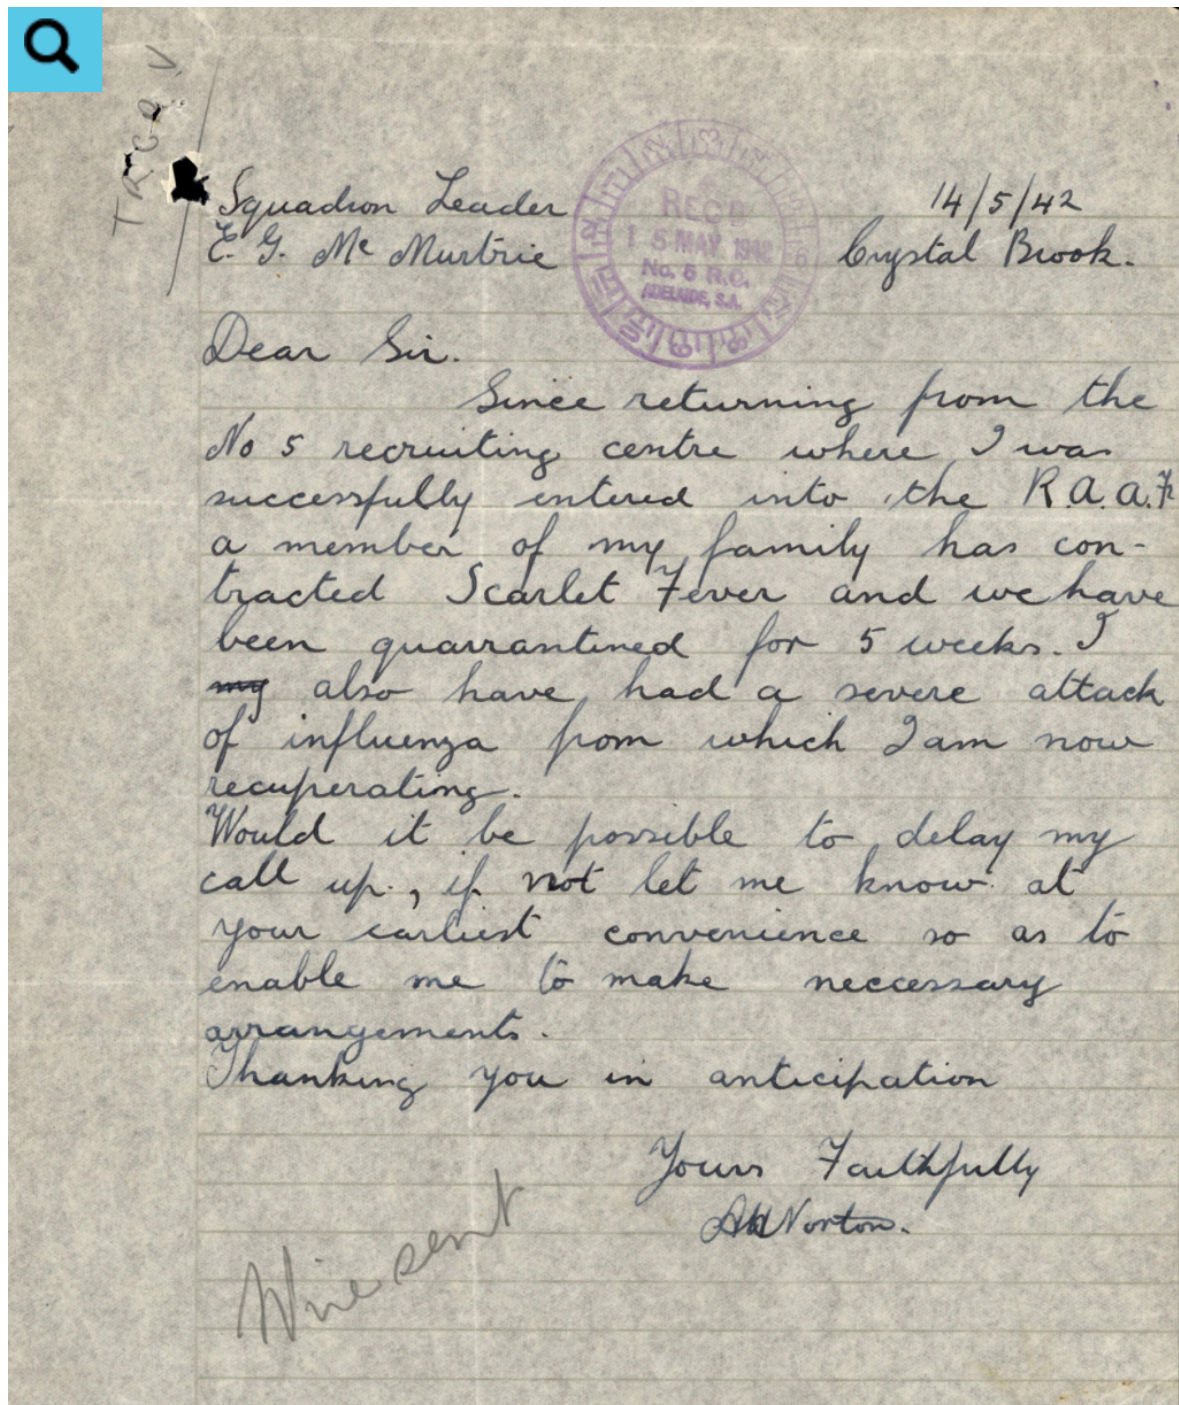 Squadron Leader
E. G. Mc Murtrie
14/5/42
Crystal Brook.
RECD
15 MAY 1942
No. 5 R.C.
ADELAIDE, S.A.
Dear Sir.
Since returning from the
No 5 recruiting centre where I was
successfully entered into the R.A.A.F
a member of my family has con-
tracted Scarlet Fever and we have
been quarrantined for 5 weeks. I
my also have had a severe attack
of influenza from which I am now
recuperating.
Would it be possible to delay my
call up, if not let me know at
your earliest convenience so as to
enable me to make neccessary
arrangements.
Thanking you in anticipation
Yours Faithfully
Norton.
Wire sent